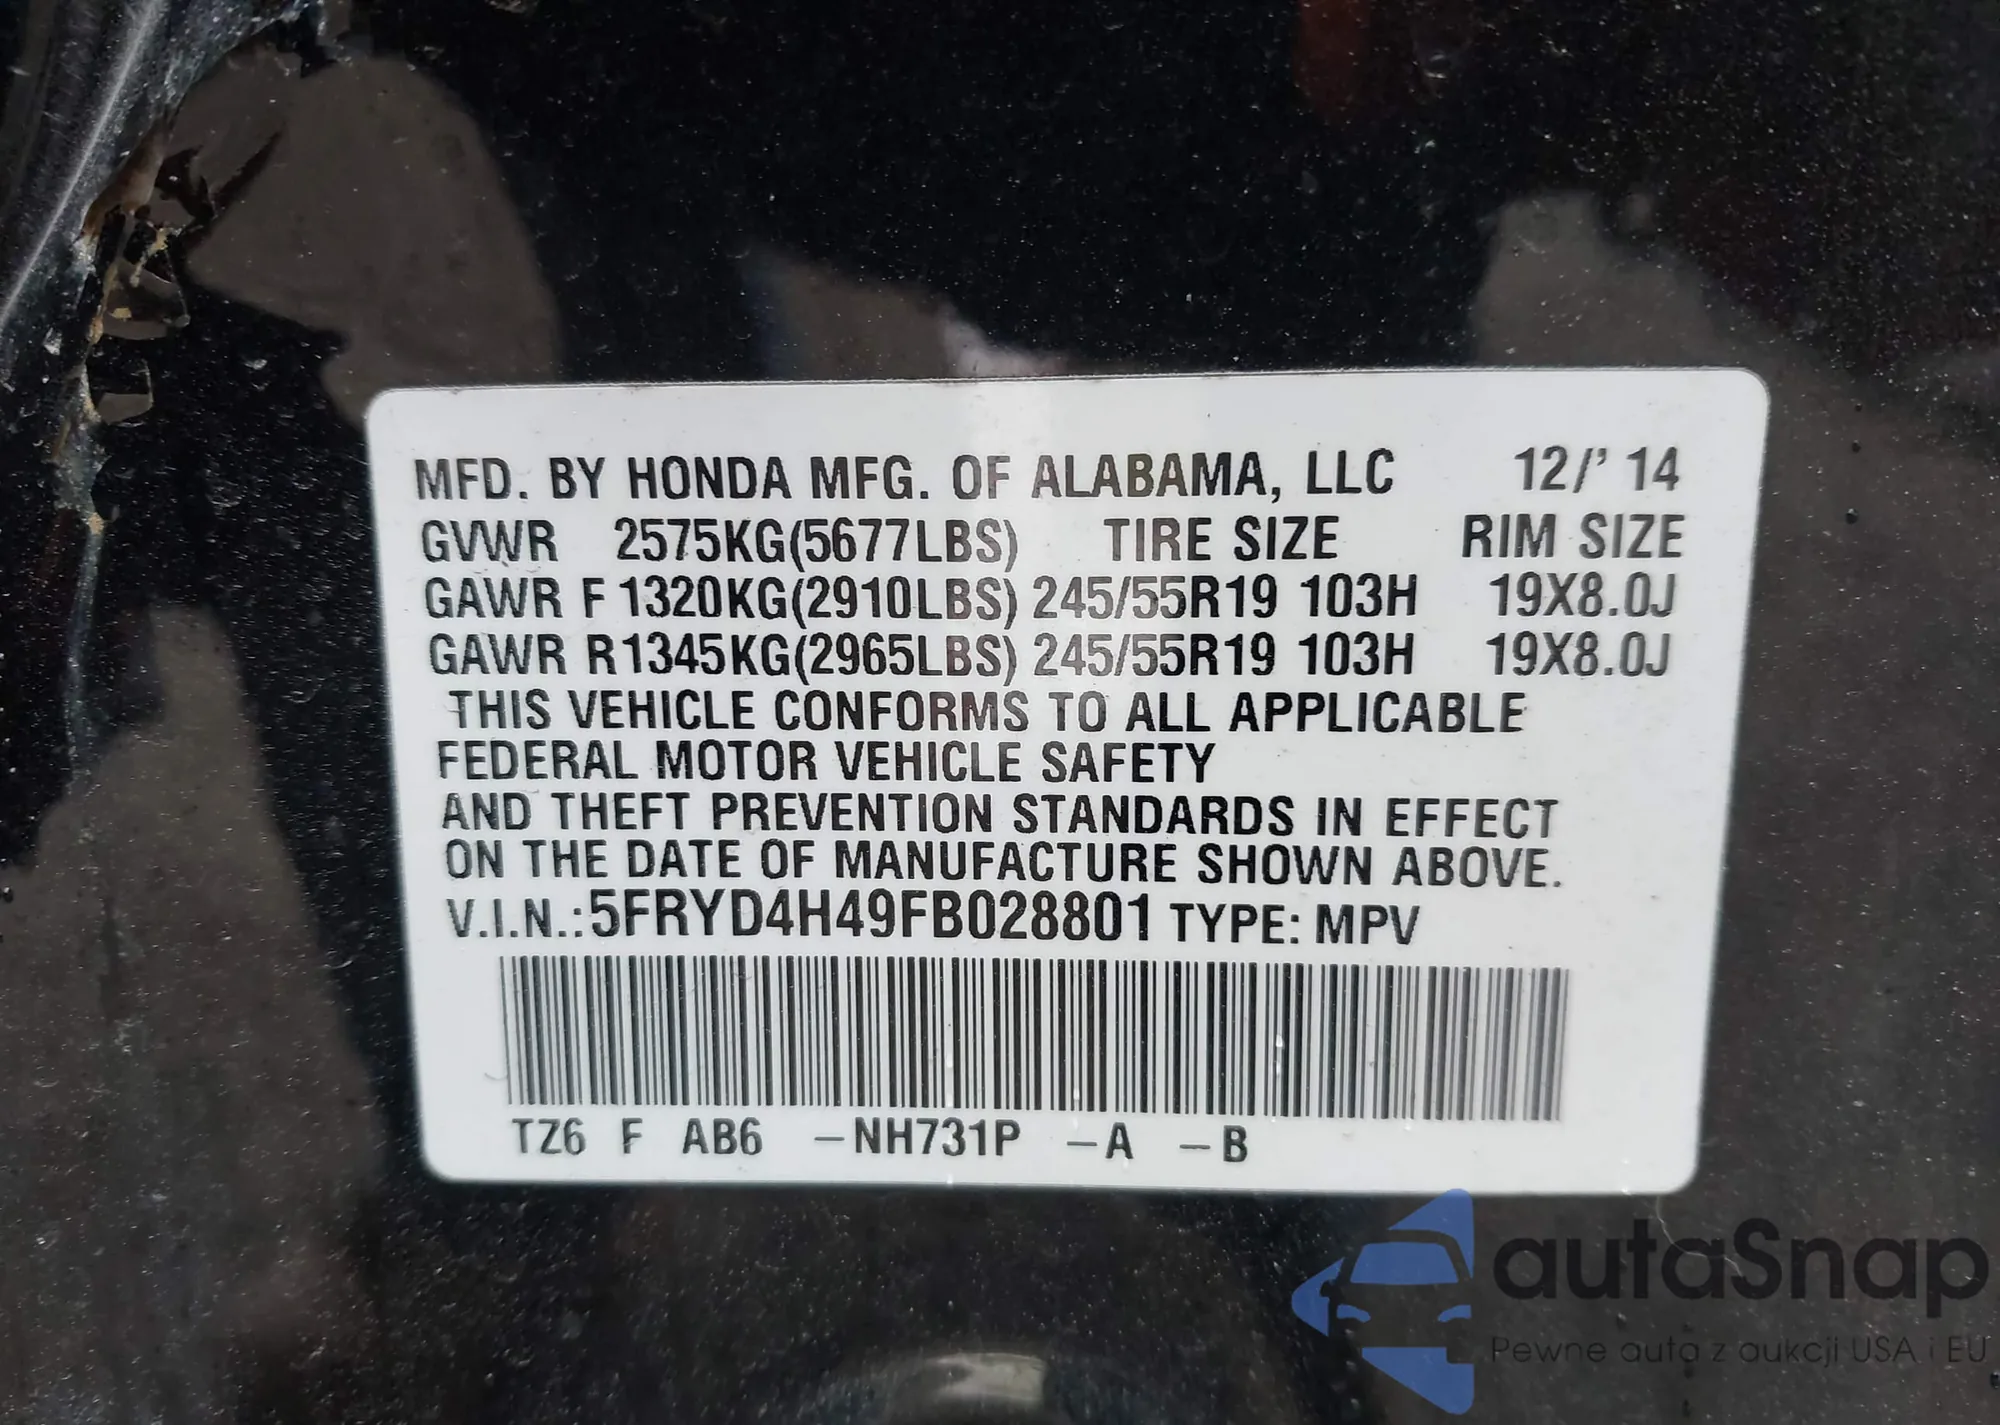 MFD. BY HONDA MFG. OF ALABAMA, LLC 12/' 14
GVWR 2575KG(5677LBS) TIRE SIZE RIM SIZE
GAWR F 1320KG(2910LBS) 245/55R19 103H 19X8.0J
GAWR R1345KG(2965LBS) 245/55R19 103H 19X8.0J
THIS VEHICLE CONFORMS TO ALL APPLICABLE
FEDERAL MOTOR VEHICLE SAFETY
AND THEFT PREVENTION STANDARDS IN EFFECT
ON THE DATE OF MANUFACTURE SHOWN ABOVE.
V.I.N.:5FRYD4H49FB028801 TYPE: MPV
TZ6 F AB6 –NH731P –A –B
autaSnap
Pewne auta z aukcji USA i EU